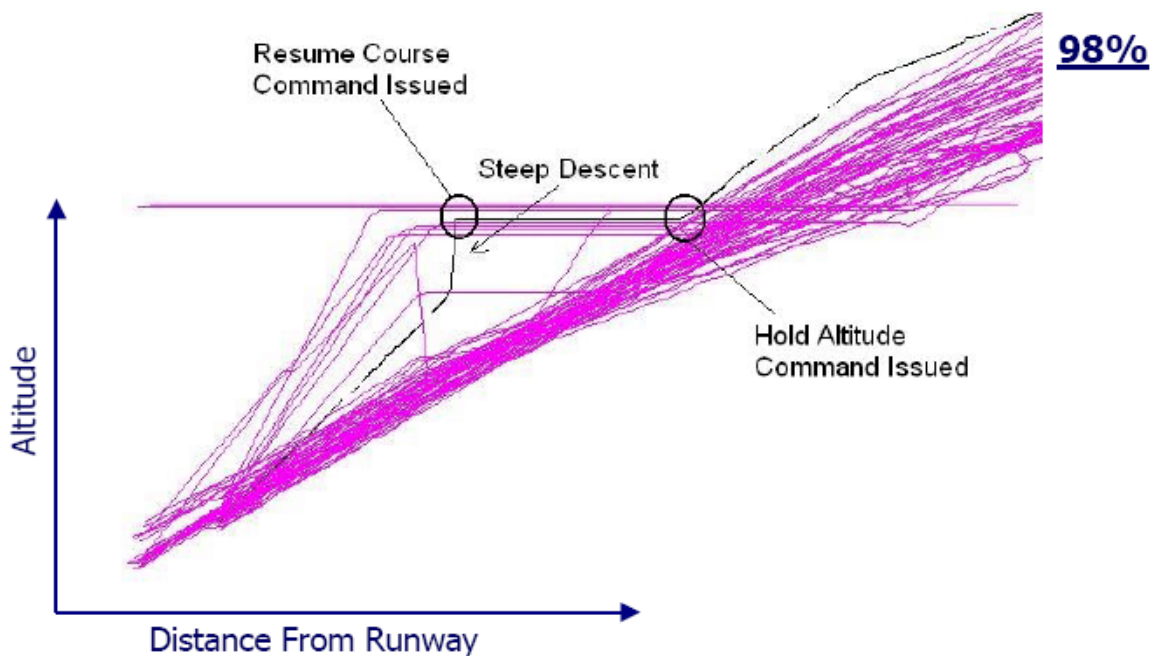 Resume Course
Command Issued
98%
Steep Descent
Hold Altitude
Command Issued
Altitude
Distance From Runway